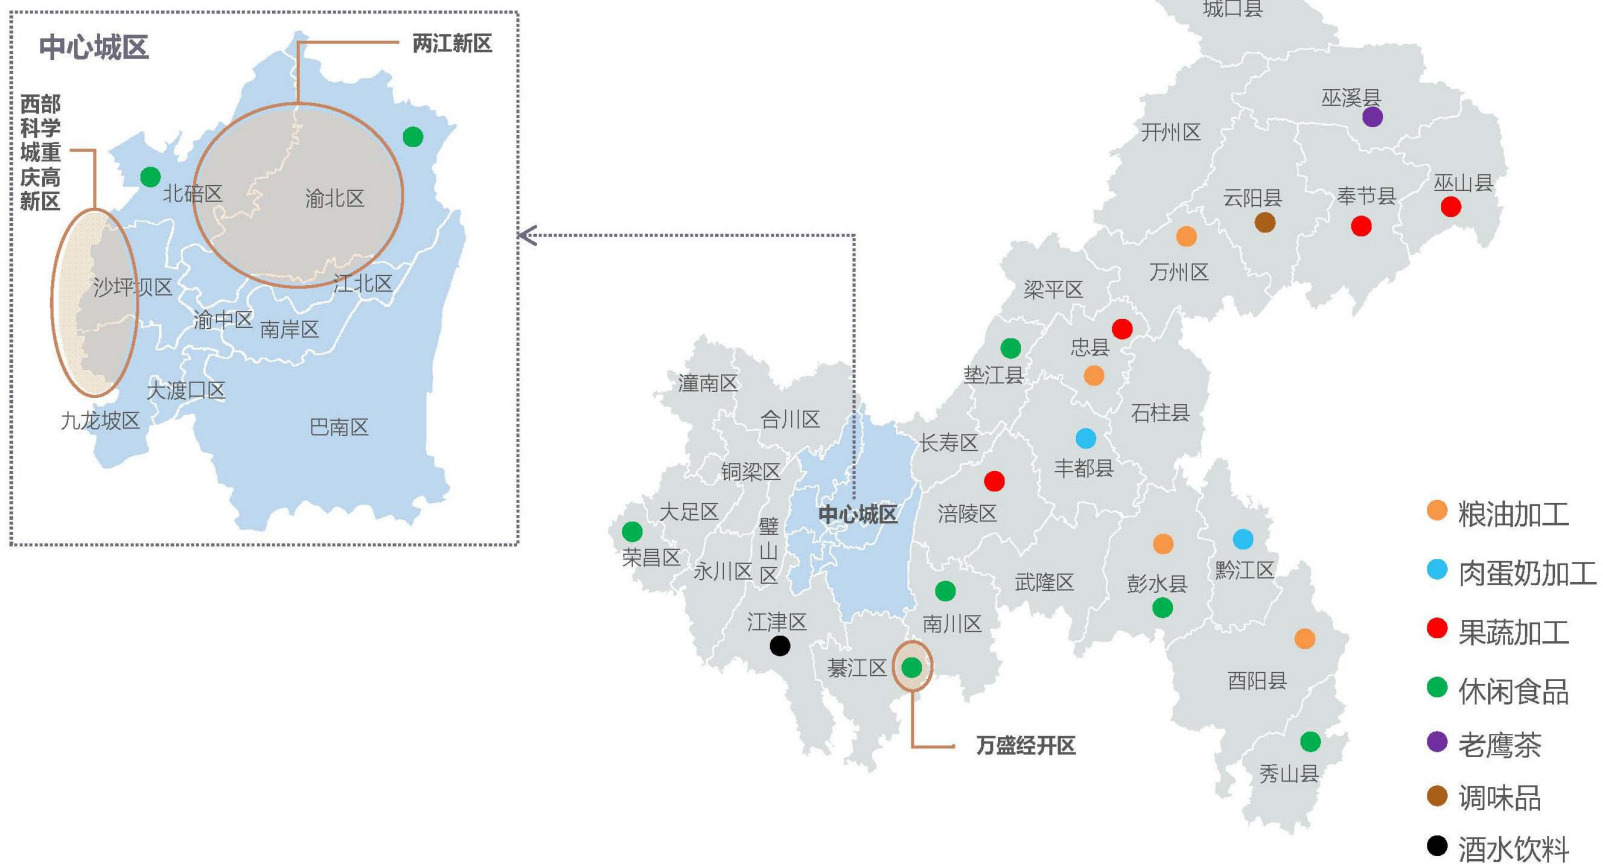 中心城区
两江新区
西部
科学
城重
庆高
新区
北碚区
渝北区
沙坪坝区
江北区
渝中区
南岸区
大渡口区
九龙坡区
巴南区
城口县
巫溪县
开州区
云阳县
奉节县
巫山县
万州区
梁平区
忠县
垫江县
石柱县
潼南区
合川区
长寿区
丰都县
铜梁区
大足区
中心城区
涪陵区
璧
山
区
荣昌区
永川区
武隆区
彭水县
黔江区
江津区
南川区
綦江区
酉阳县
万盛经开区
秀山县
粮油加工
肉蛋奶加工
果蔬加工
休闲食品
老鹰茶
调味品
酒水饮料